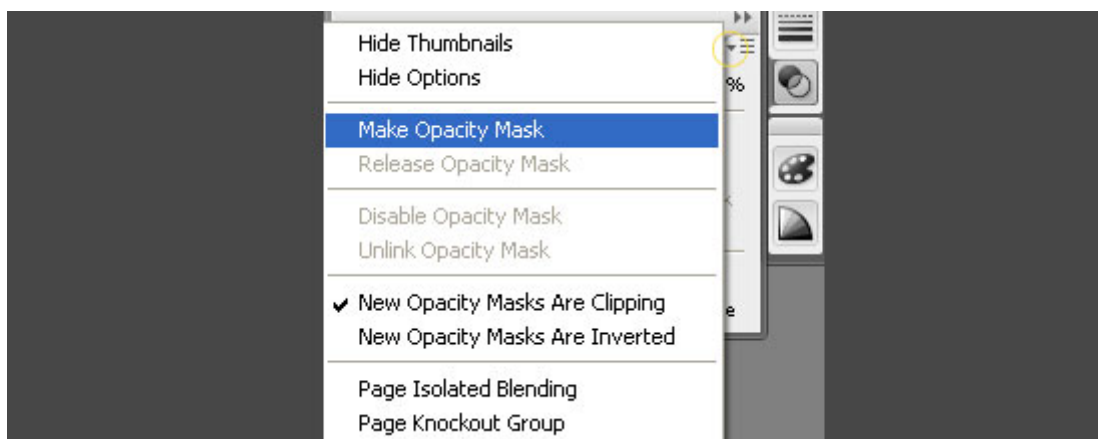 Hide Thumbnails
Hide Options
%
Make Opacity Mask
Release Opacity Mask
Disable Opacity Mask
Unlink Opacity Mask
New Opacity Masks Are Clipping
e
New Opacity Masks Are Inverted
Page Isolated Blending
Page Knockout Group